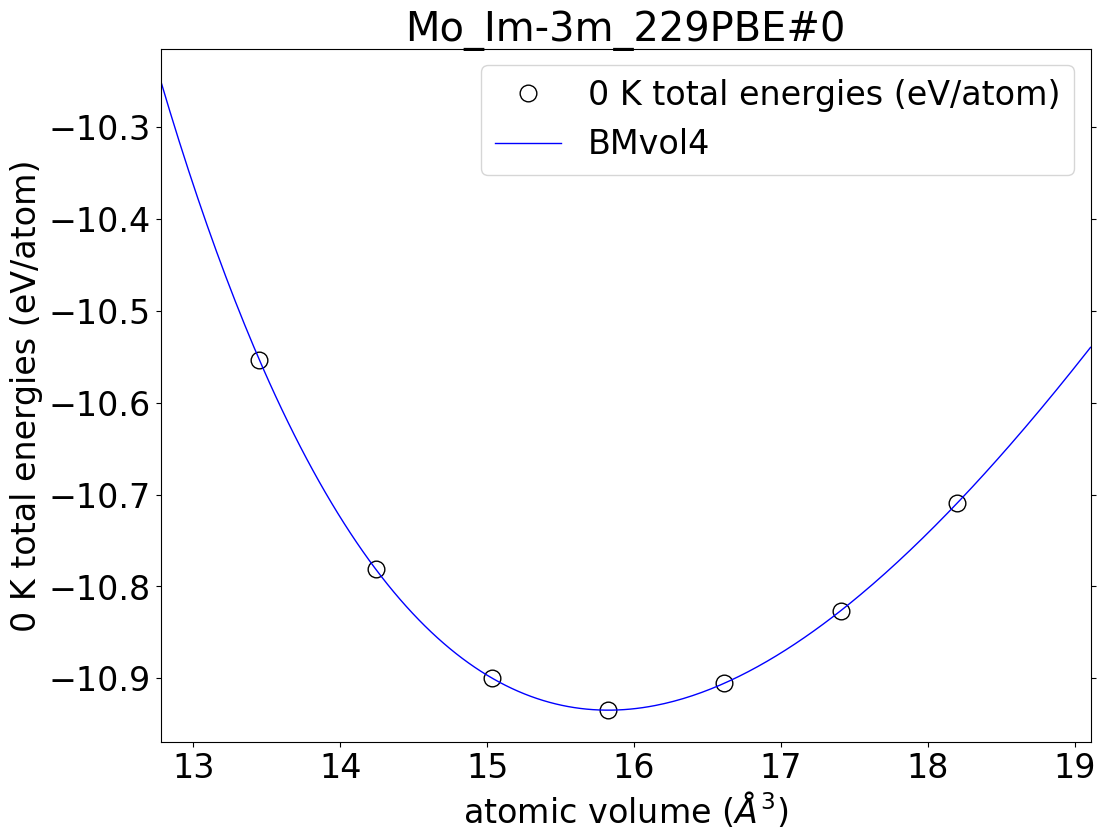 Mo_Im-3m_229PBE#0
0 K total energies (eV/atom)
BMvol4
0 K total energies (eV/atom)
−10.3
−10.4
−10.5
−10.6
−10.7
−10.8
−10.9
13 14 15 16 17 18 19
atomic volume (Å³)